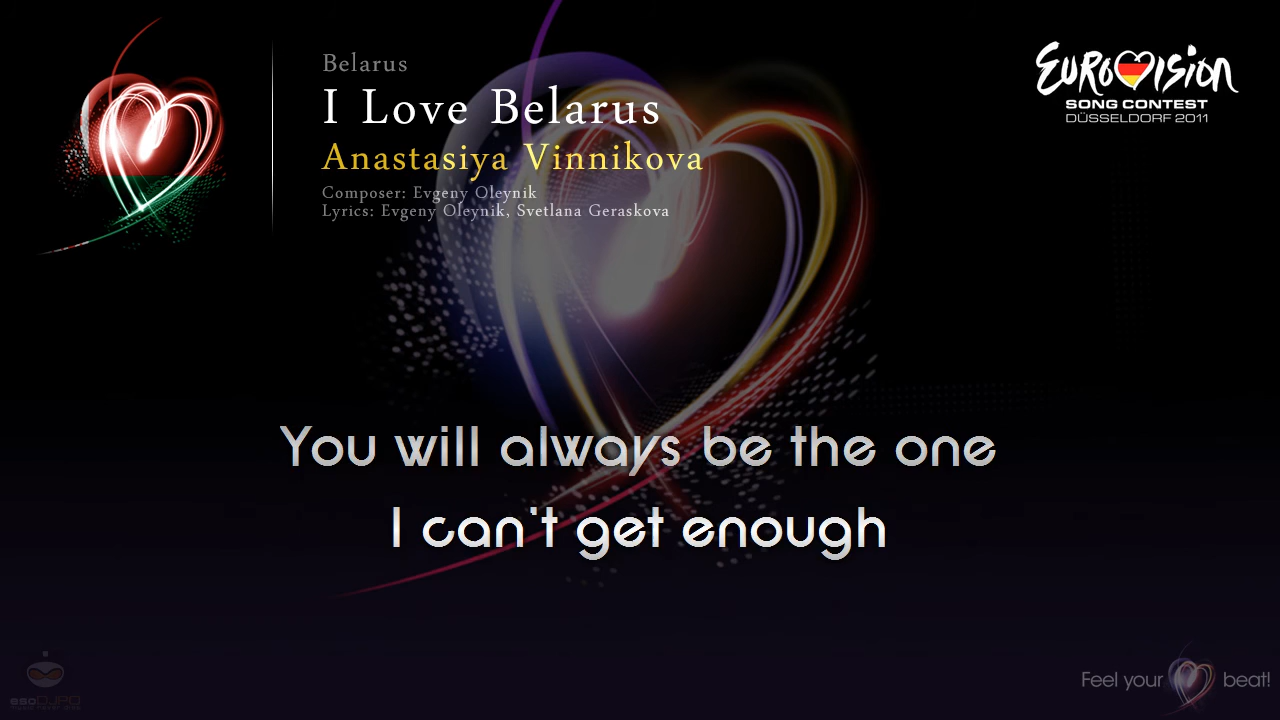 Belarus
I Love Belarus
Anastasiya Vinnikova
Composer: Evgeny Oleynik
Lyrics: Evgeny Oleynik, Svetlana Geraskova
EUROVISION
SONG CONTEST
DÜSSELDORF 2011
You will always be the one
I can't get enough
Feel your beat!